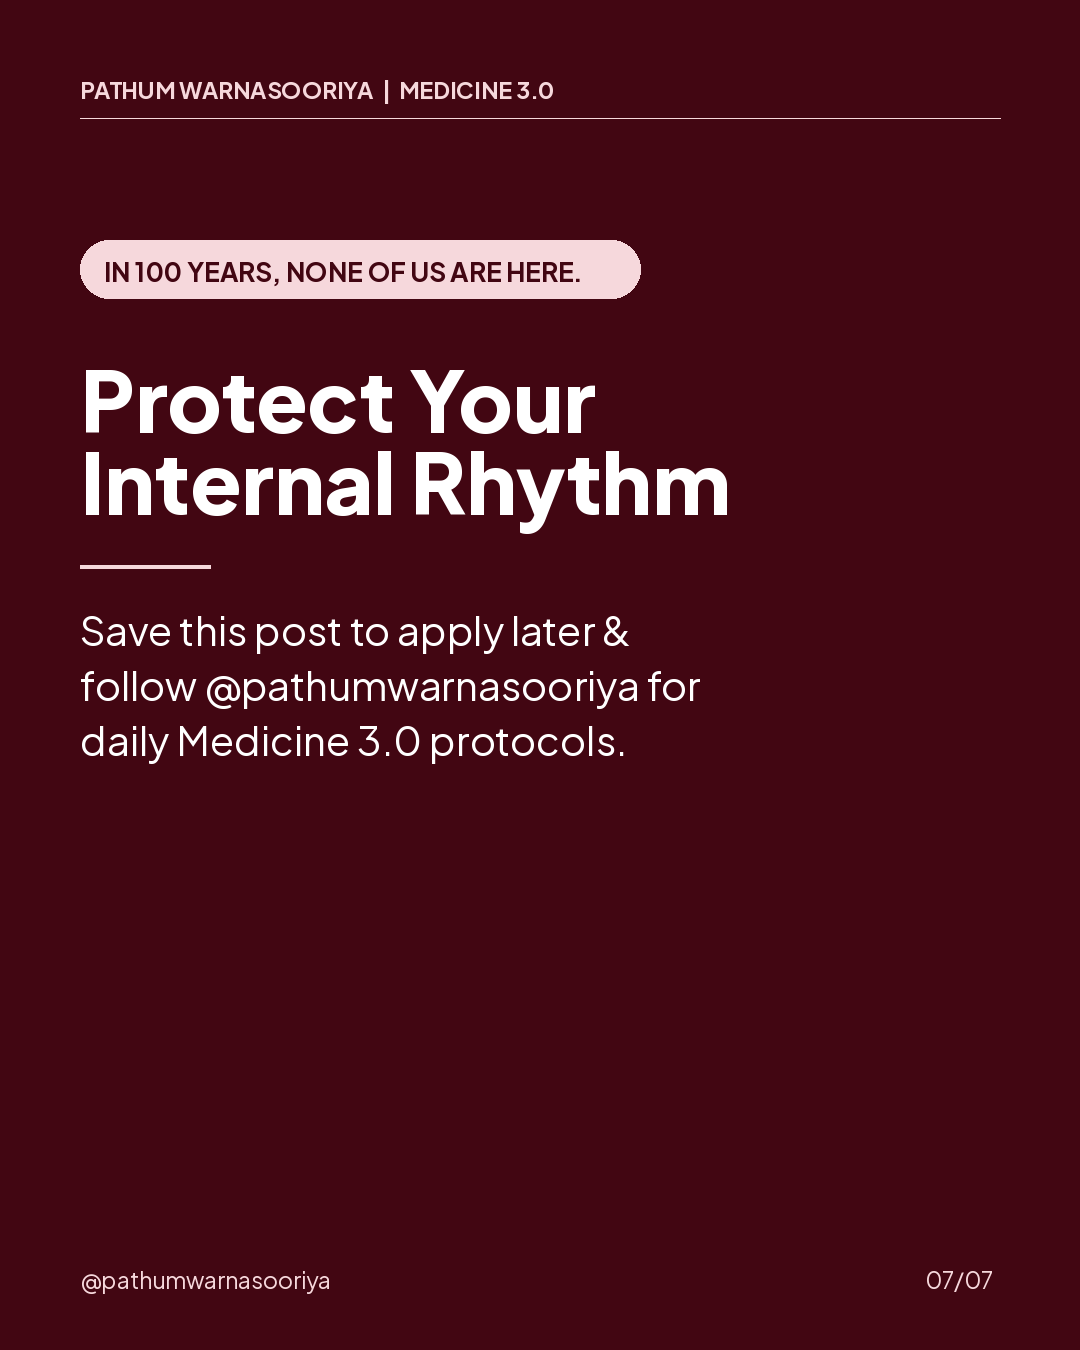 PATHUM WARNASOORIYA | MEDICINE 3.0
IN 100 YEARS, NONE OF US ARE HERE.
Protect Your
Internal Rhythm
Save this post to apply later &
follow @pathumwarnasooriya for
daily Medicine 3.0 protocols.
@pathumwarnasooriya
07/07